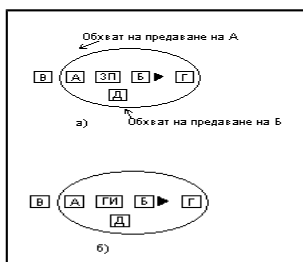 Обхват на предаване на А
В А ЗП Б Г
Д
а) Обхват на предаване на Б
В А ГИ Б Г
Д
б)